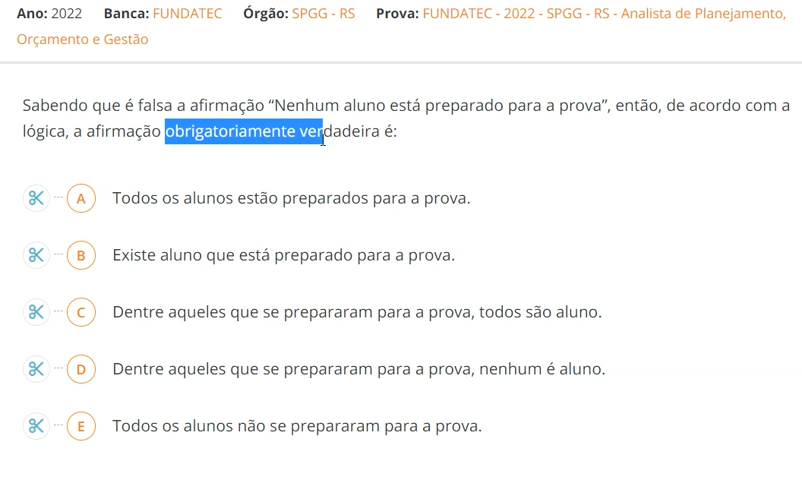 Ano: 2022 Banca: FUNDATEC Órgão: SPGG - RS Prova: FUNDATEC - 2022 - SPGG - RS - Analista de Planejamento,
Orçamento e Gestão
Sabendo que é falsa a afirmação “Nenhum aluno está preparado para a prova”, então, de acordo com a
lógica, a afirmação obrigatoriamente verdadeira é:
A Todos os alunos estão preparados para a prova.
B Existe aluno que está preparado para a prova.
C Dentre aqueles que se prepararam para a prova, todos são aluno.
D Dentre aqueles que se prepararam para a prova, nenhum é aluno.
E Todos os alunos não se prepararam para a prova.